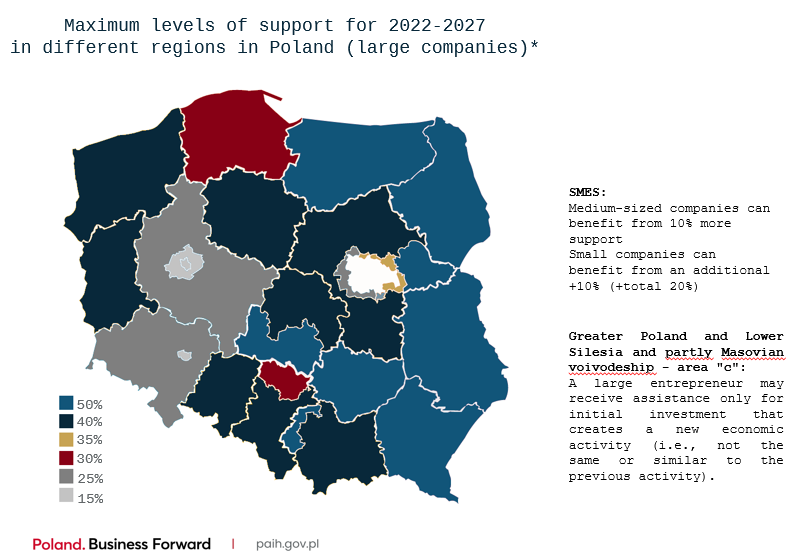 Maximum levels of support for 2022-2027
in different regions in Poland (large companies)*
SMES:
Medium-sized companies can
benefit from 10% more
support
Small companies can
benefit from an additional
+10% (+total 20%)
Greater Poland and Lower
Silesia and partly Masovian
voivodeship - area "c":
A large entrepreneur may
receive assistance only for
initial investment that
creates a new economic
activity (i.e., not the
same or similar to the
previous activity).
50%
40%
35%
30%
25%
15%
Poland. Business Forward | paih.gov.pl